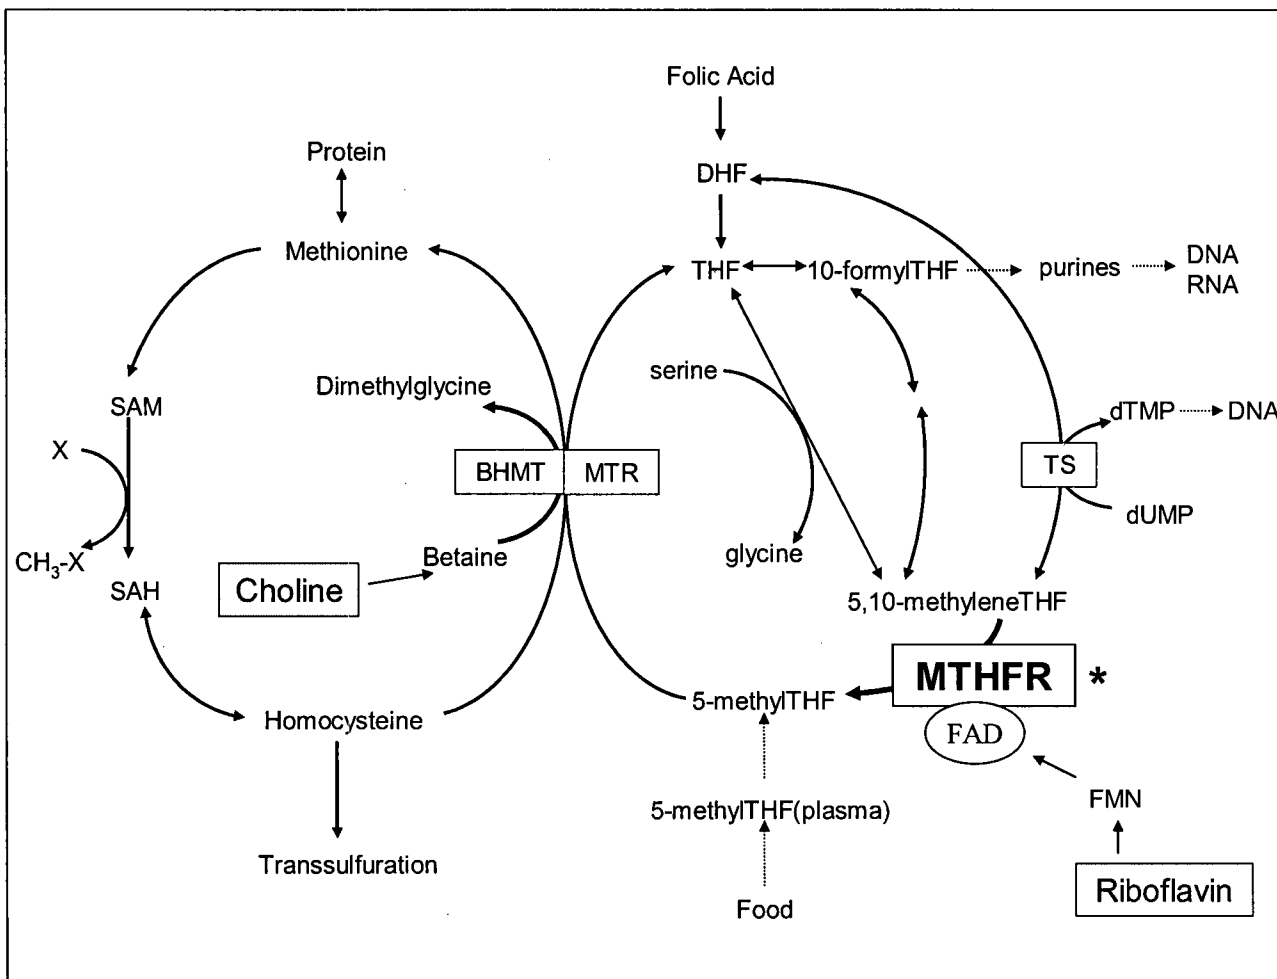 Folic Acid
Protein
DHF
Methionine
THF
10-formylTHF
purines
DNA
RNA
serine
Dimethylglycine
SAM
dTMP
DNA
X
BHMT
MTR
TS
dUMP
glycine
Betaine
CH3-X
SAH
Choline
5,10-methyleneTHF
MTHFR
*
5-methylTHF
Homocysteine
FAD
FMN
5-methylTHF(plasma)
Transsulfuration
Riboflavin
Food